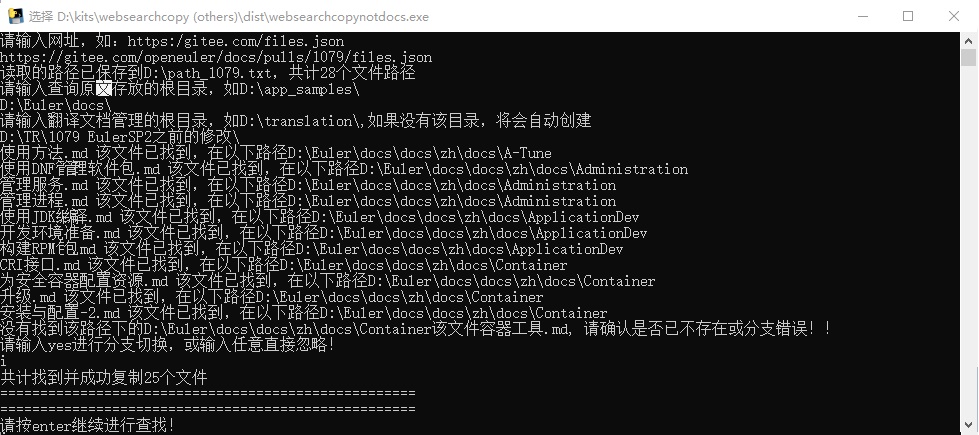 选择 D:\kits\websearchcopy (others)\dist\websearchcopynotdocs.exe
请输入网址，如：https:/gitee.com/files.json
https://gitee.com/openeuler/docs/pulls/1079/files.json
读取的路径已保存到D:\path_1079.txt，共计28个文件路径
请输入查询原文存放的根目录，如D:\app_samples\
D:\Euler\docs\
请输入翻译文档管理的根目录，如D:\translation\,如果没有该目录，将会自动创建
D:\TR\1079 EulerSP2之前的修改\
使用方法.md 该文件已找到，在以下路径D:\Euler\docs\docs\zh\docs\A-Tune
使用DNF管理软件包.md 该文件已找到，在以下路径D:\Euler\docs\docs\zh\docs\Administration
管理服务.md 该文件已找到，在以下路径D:\Euler\docs\docs\zh\docs\Administration
管理进程.md 该文件已找到，在以下路径D:\Euler\docs\docs\zh\docs\Administration
使用JDK编译.md 该文件已找到，在以下路径D:\Euler\docs\docs\zh\docs\ApplicationDev
开发环境准备.md 该文件已找到，在以下路径D:\Euler\docs\docs\zh\docs\ApplicationDev
构建RPM包.md 该文件已找到，在以下路径D:\Euler\docs\docs\zh\docs\ApplicationDev
CRI接口.md 该文件已找到，在以下路径D:\Euler\docs\docs\zh\docs\Container
为安全容器配置资源.md 该文件已找到，在以下路径D:\Euler\docs\docs\zh\docs\Container
升级.md 该文件已找到，在以下路径D:\Euler\docs\docs\zh\docs\Container
安装与配置-2.md 该文件已找到，在以下路径D:\Euler\docs\docs\zh\docs\Container
没有找到该路径下的D:\Euler\docs\docs\zh\docs\Container该文件容器工具.md, 请确认是否已不存在或分支错误！！
请输入yes进行分支切换，或输入任意直接忽略！
i
共计找到并成功复制25个文件
====================================================
====================================================
请按enter继续进行查找！